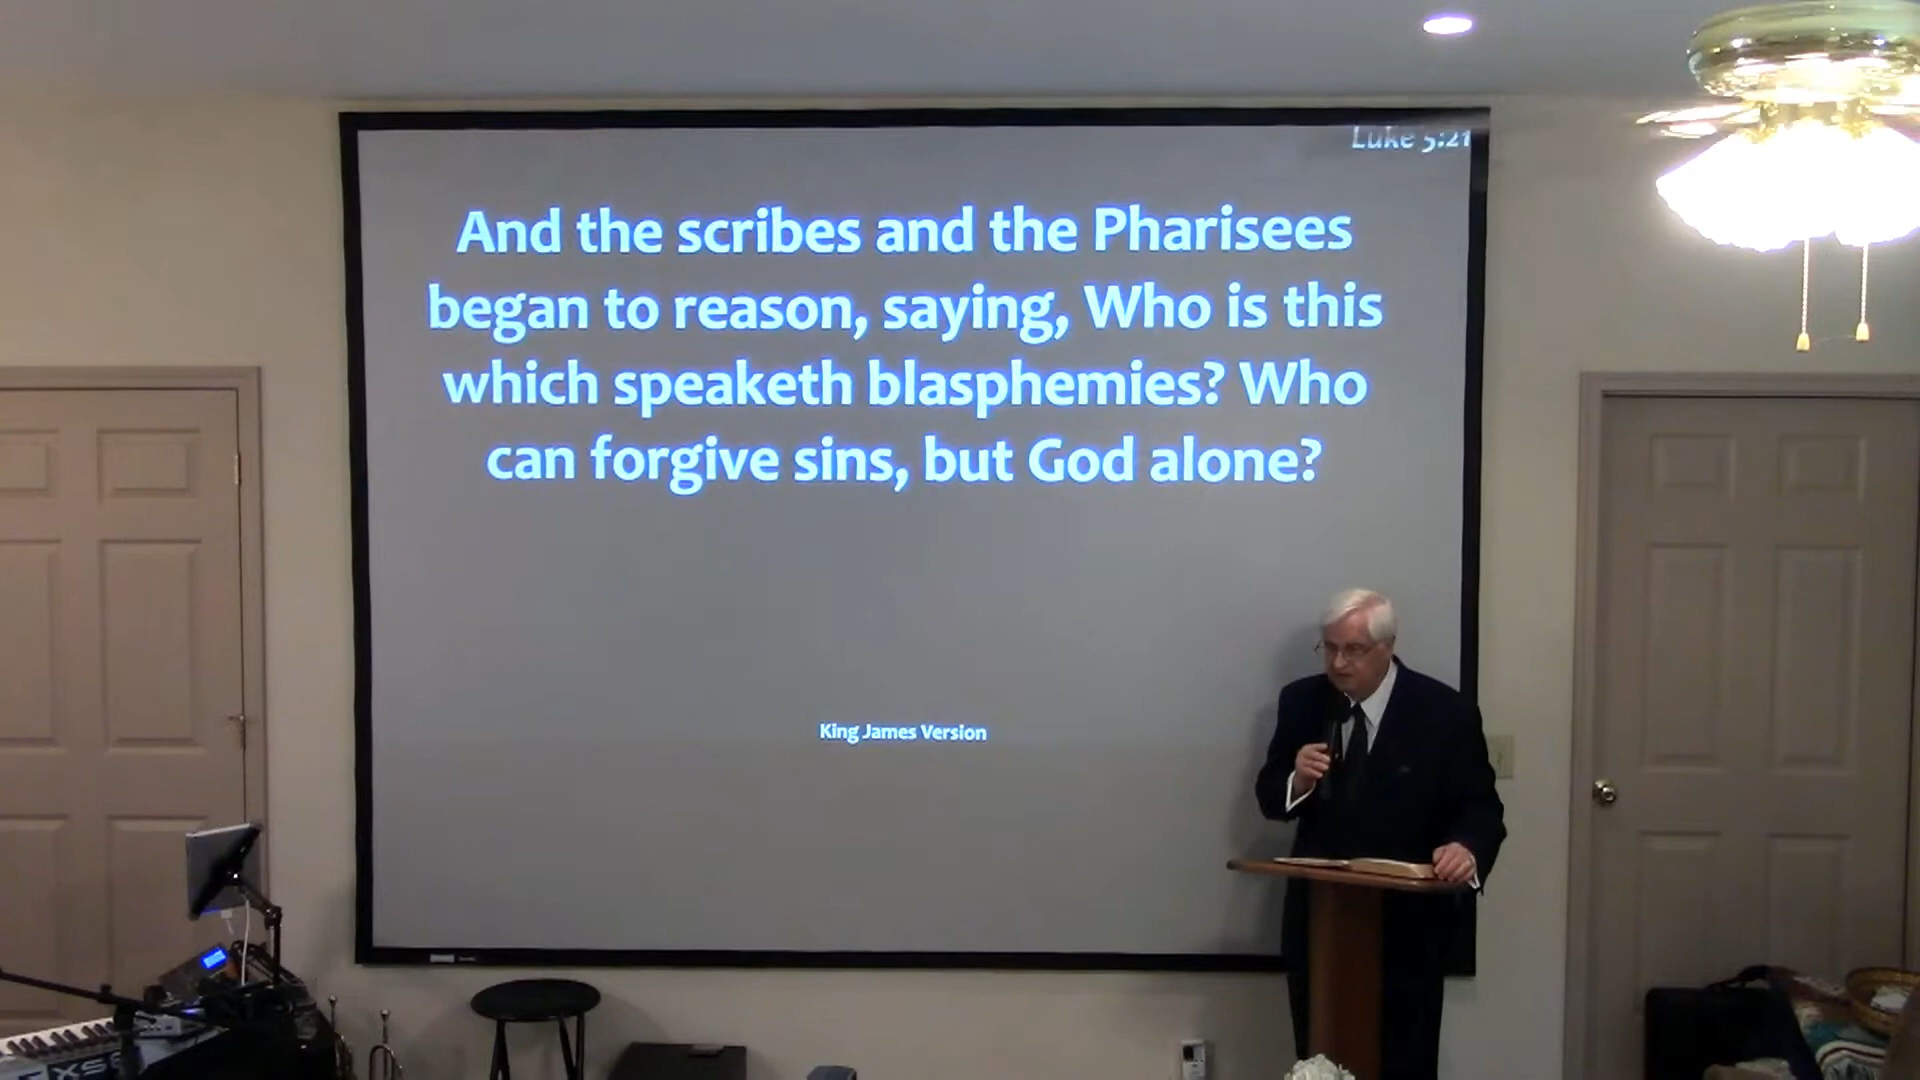 Luke 5:21
And the scribes and the Pharisees
began to reason, saying, Who is this
which speaketh blasphemies? Who
can forgive sins, but God alone?
King James Version